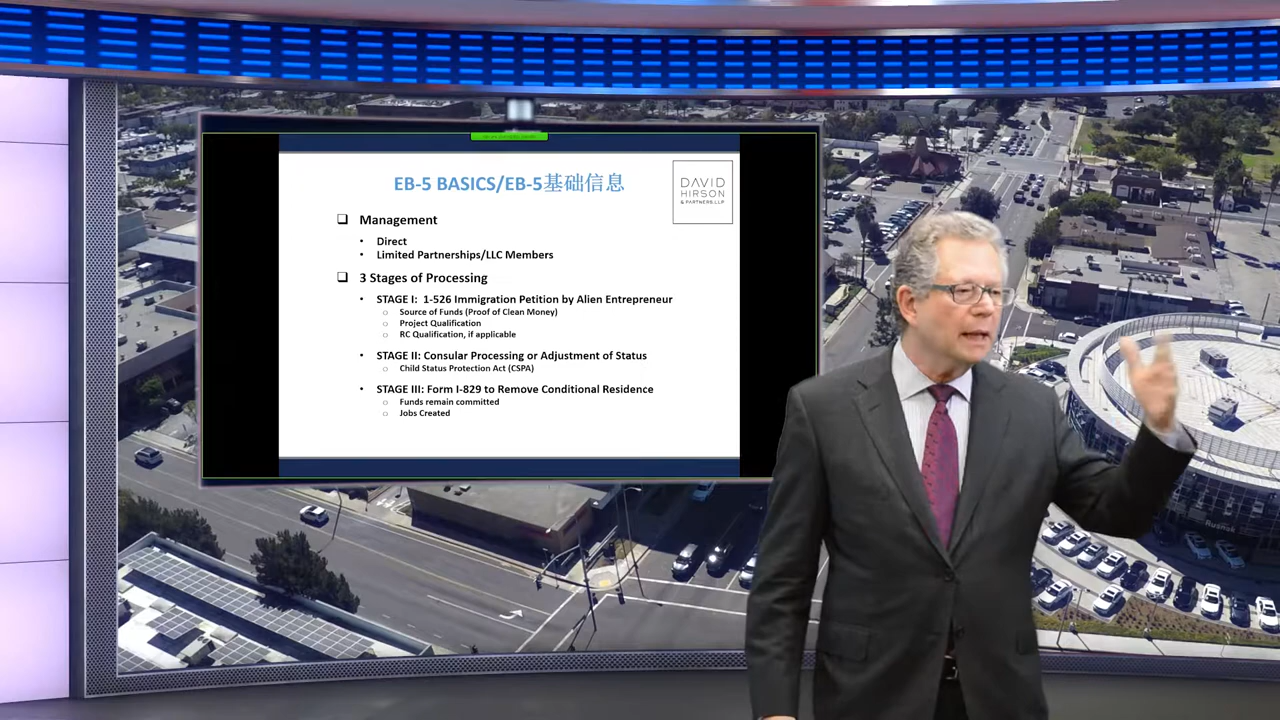 EB-5 BASICS/EB-5基础信息
DAVID
HIRSON
& PARTNERS, LLP
❑ Management
• Direct
• Limited Partnerships/LLC Members
❑ 3 Stages of Processing
• STAGE I: 1-526 Immigration Petition by Alien Entrepreneur
○ Source of Funds (Proof of Clean Money)
○ Project Qualification
○ RC Qualification, if applicable
• STAGE II: Consular Processing or Adjustment of Status
○ Child Status Protection Act (CSPA)
• STAGE III: Form I-829 to Remove Conditional Residence
○ Funds remain committed
○ Jobs Created
Rusnak